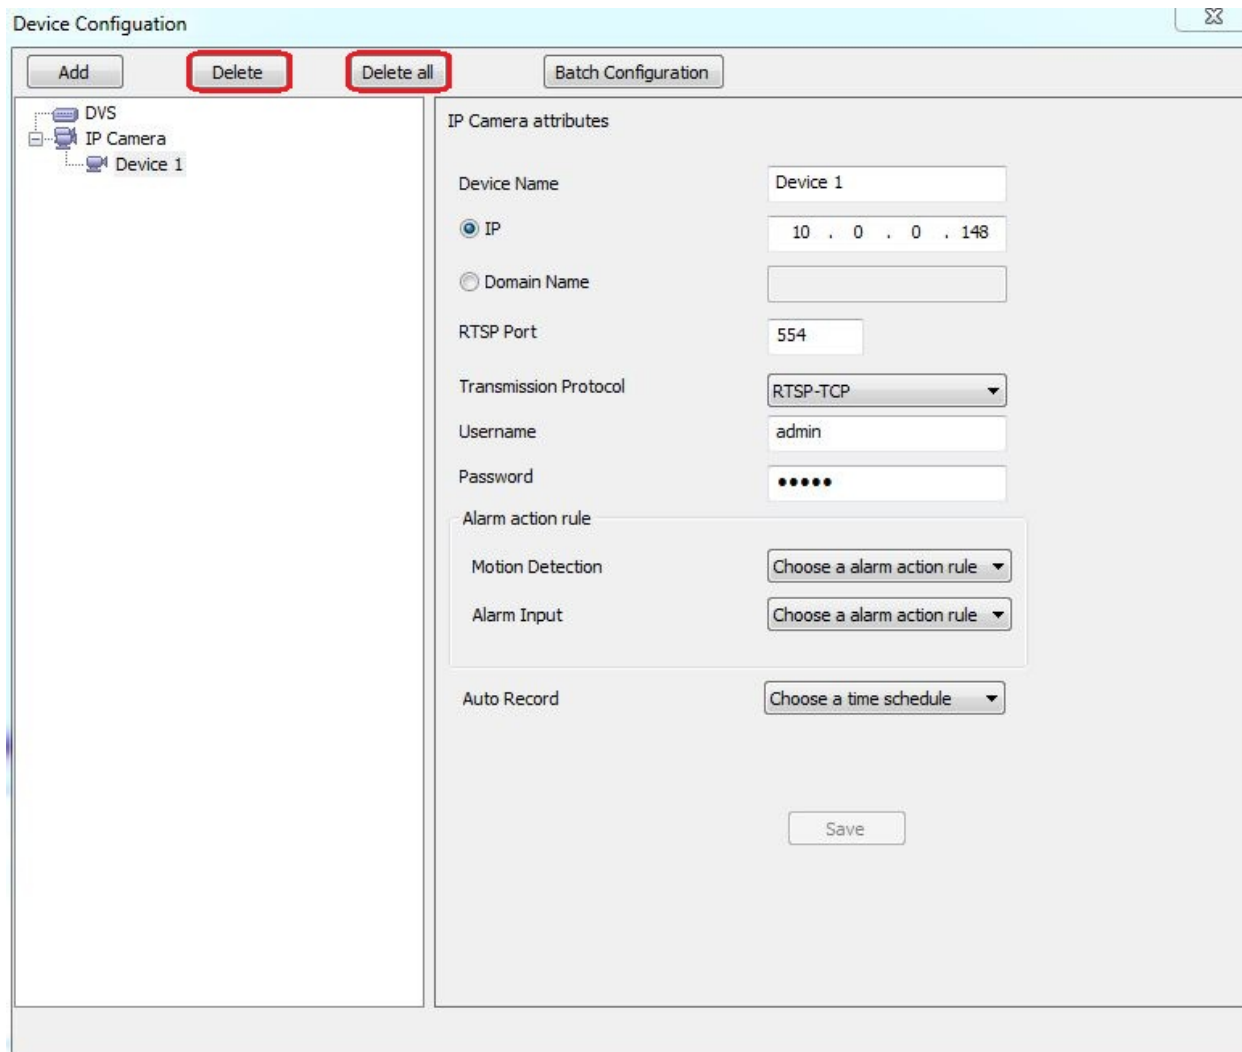 Device Configuation
Add Delete Delete all Batch Configuration
DVS
IP Camera
Device 1
IP Camera attributes
Device Name Device 1
IP 10 . 0 . 0 . 148
Domain Name
RTSP Port 554
Transmission Protocol RTSP-TCP
Username admin
Password •••••
Alarm action rule
Motion Detection Choose a alarm action rule
Alarm Input Choose a alarm action rule
Auto Record Choose a time schedule
Save